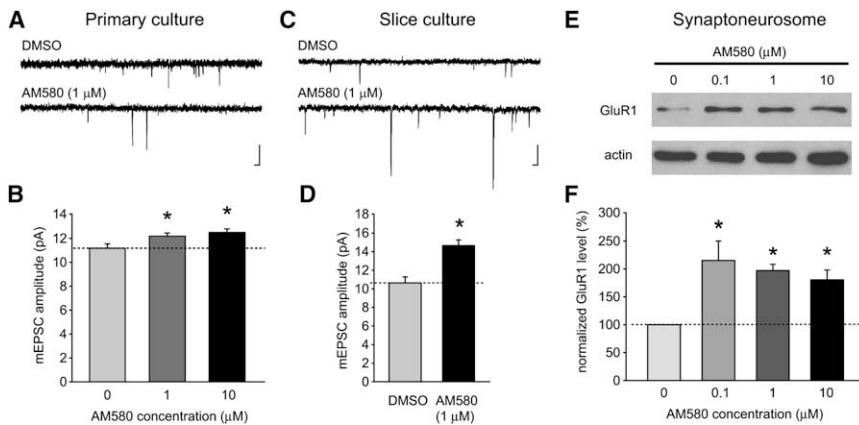 A Primary culture
DMSO
AM580 (1 μM)
B
mEPSC amplitude (pA)
14
12
10
8
6
4
2
0
*
*
0 1 10
AM580 concentration (μM)
C Slice culture
DMSO
AM580 (1 μM)
D
mEPSC amplitude (pA)
18
16
14
12
10
8
6
4
2
0
*
DMSO AM580
(1 μM)
E Synaptoneurosome
AM580 (μM)
0 0.1 1 10
GluR1
actin
F
normalized GluR1 level (%)
300
250
200
150
100
50
0
*
*
*
0 0.1 1 10
AM580 concentration (μM)